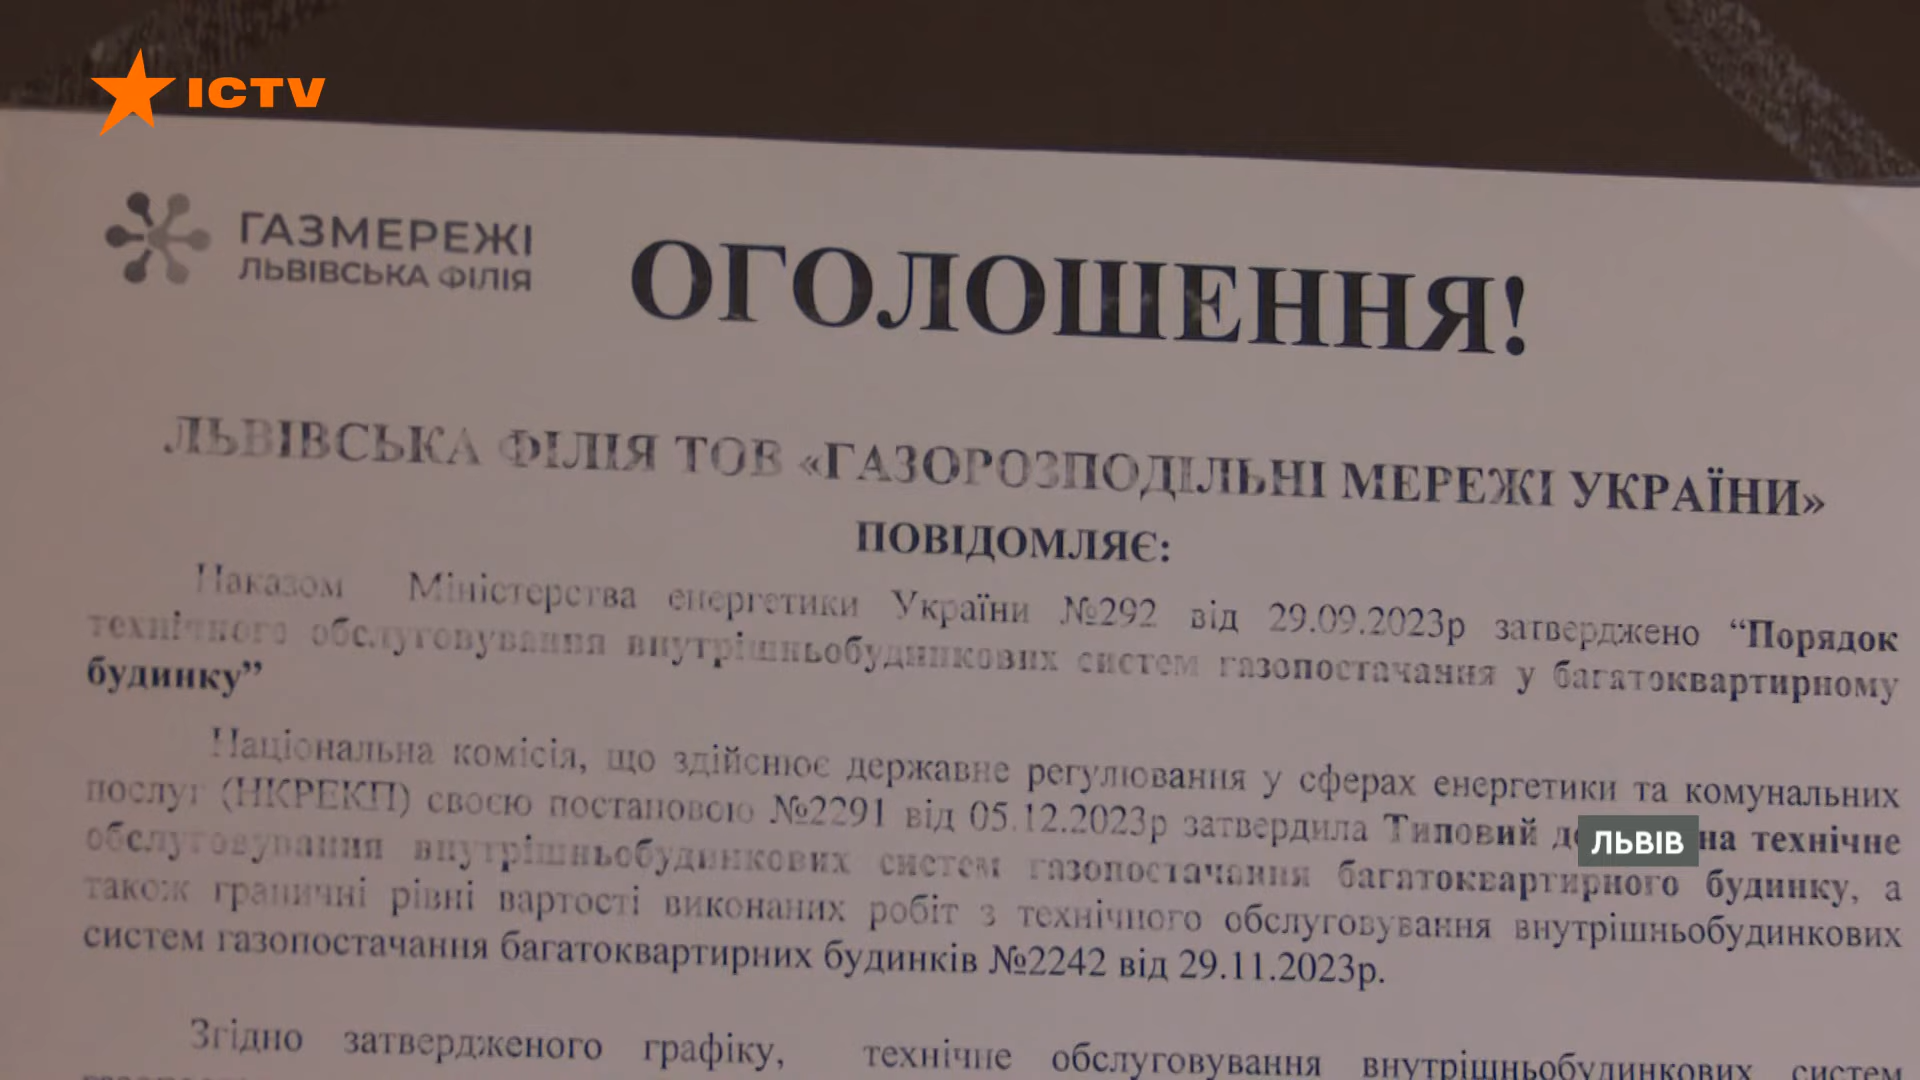 ICTV
ГАЗМЕРЕЖІ
ЛЬВІВСЬКА ФІЛІЯ
ОГОЛОШЕННЯ!
ЛЬВІВСЬКА ФІЛІЯ ТОВ «ГАЗОРОЗПОДІЛЬНІ МЕРЕЖІ УКРАЇНИ»
ПОВІДОМЛЯЄ:
Наказом Міністерства енергетики України №292 від 29.09.2023р затверджено “Порядок
технічного обслуговування внутрішньобудинкових систем газопостачання у багатоквартирному
будинку”
Національна комісія, що здійснює державне регулювання у сферах енергетики та комунальних
послуг (НКРЕКП) своєю постановою №2291 від 05.12.2023р затвердила Типовий на технічне
ЛЬВІВ
обслуговування внутрішньобудинкових систем газопостачання багатоквартирного будинку, а
також граничні рівні вартості виконаних робіт з технічного обслуговування внутрішньобудинкових
систем газопостачання багатоквартирних будинків №2242 від 29.11.2023р.
Згідно затвердженого графіку, технічне обслуговування внутрішньобудинкових систем